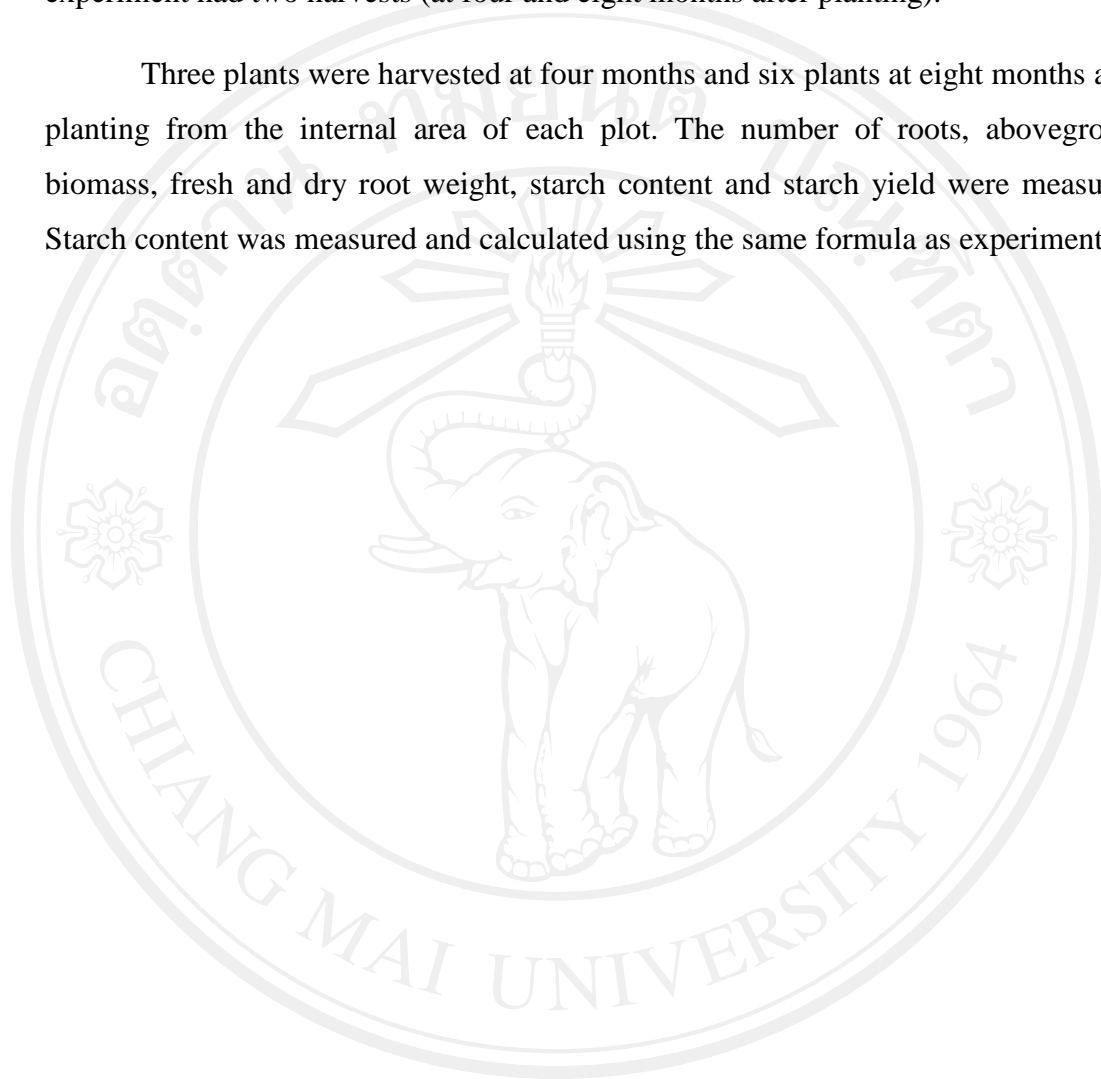 experiment had two harvests (at four and eight months after planting).
Three plants were harvested at four months and six plants at eight months a
planting from the internal area of each plot. The number of roots, abovegro
biomass, fresh and dry root weight, starch content and starch yield were measu
Starch content was measured and calculated using the same formula as experiment
CHIANG MAI UNIVERSITY 1964